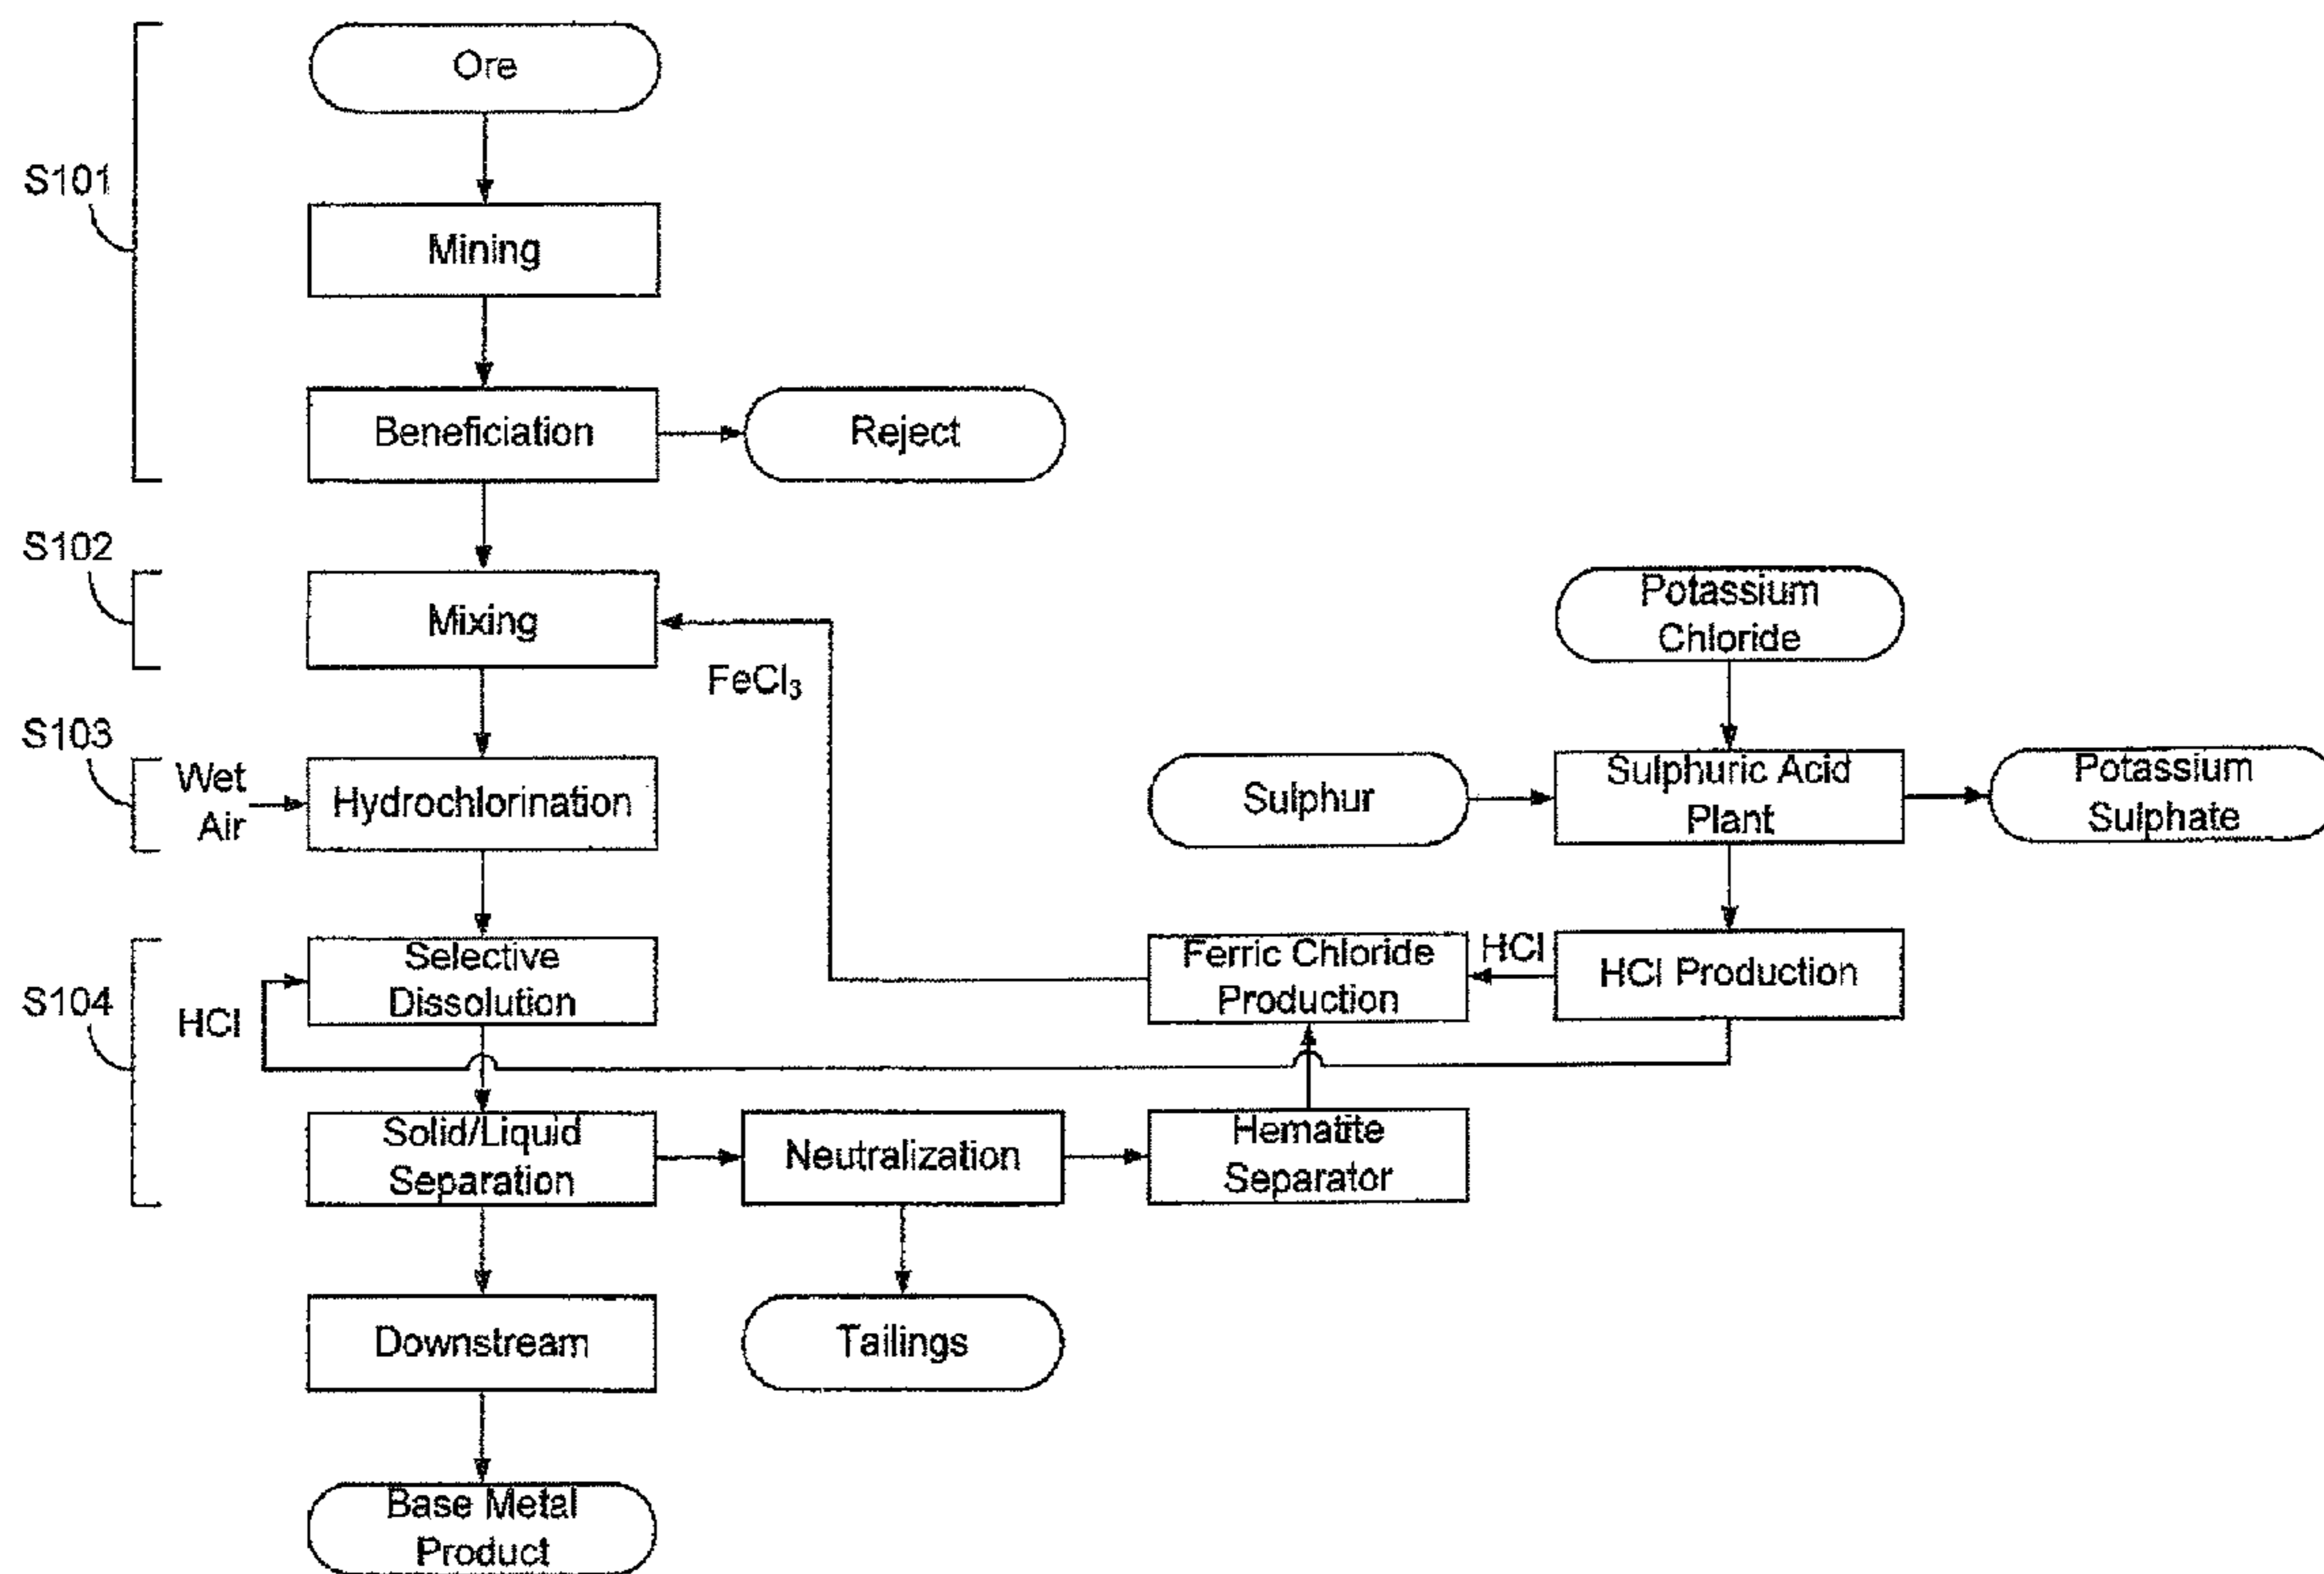 Ore
S101
Mining
Beneficiation
Reject
S102
Mixing
FeCl₃
Potassium
Chloride
S103
Wet
Air
Hydrochlorination
Sulphur
Sulphuric Acid
Plant
Potassium
Sulphate
S104
HCl
Selective
Dissolution
Ferric Chloride
Production
HCl
HCl Production
Solid/Liquid
Separation
Neutralization
Hematite
Separator
Downstream
Tailings
Base Metal
Product